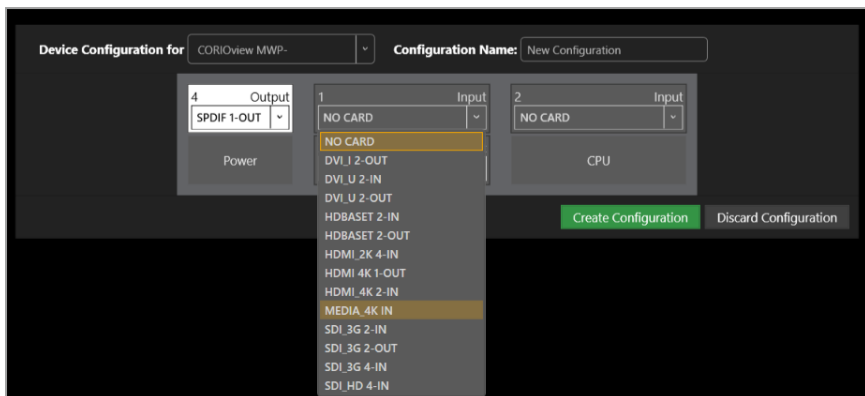 Device Configuration for CORIOview MWP- Configuration Name: New Configuration
4 Output 1 Input 2 Input
SPDIF 1-OUT NO CARD NO CARD
Power CPU
NO CARD
DVI_I 2-OUT
DVI_U 2-IN
DVI_U 2-OUT
HDBASET 2-IN
HDBASET 2-OUT
HDMI_2K 4-IN
HDMI 4K 1-OUT
HDMI_4K 2-IN
MEDIA_4K IN
SDI_3G 2-IN
SDI_3G 2-OUT
SDI_3G 4-IN
SDI_HD 4-IN
Create Configuration Discard Configuration